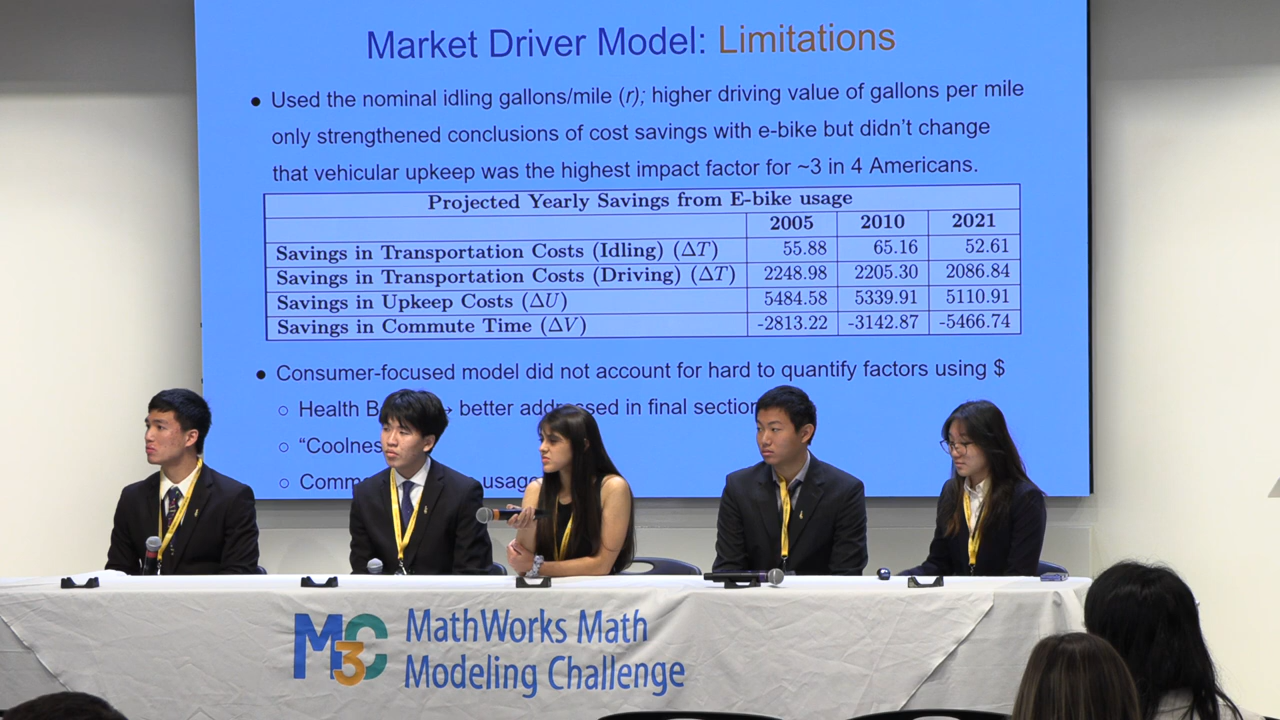 Market Driver Model: Limitations
● Used the nominal idling gallons/mile (r); higher driving value of gallons per mile
only strengthened conclusions of cost savings with e-bike but didn't change
that vehicular upkeep was the highest impact factor for ~3 in 4 Americans.
Projected Yearly Savings from E-bike usage
2005 2010 2021
Savings in Transportation Costs (Idling) (ΔT) 55.88 65.16 52.61
Savings in Transportation Costs (Driving) (ΔT) 2248.98 2205.30 2086.84
Savings in Upkeep Costs (ΔU) 5484.58 5339.91 5110.91
Savings in Commute Time (ΔV) -2813.22 -3142.87 -5466.74
● Consumer-focused model did not account for hard to quantify factors using $
○ Health better addressed in final section
○ "Coolnes
○
M3C MathWorks Math
Modeling Challenge